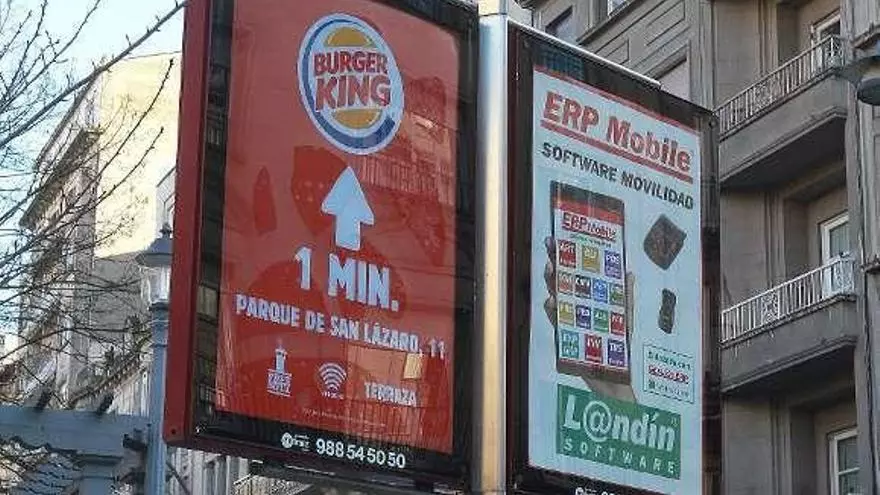 BURGER
KING
1 MIN.
PARQUE DE SAN LÁZARO, 11
TERRAZA
988 54 50 50
ERP Mobile
SOFTWARE MOVILIDAD
ERP Mobile
L@ndín
SOFTWARE